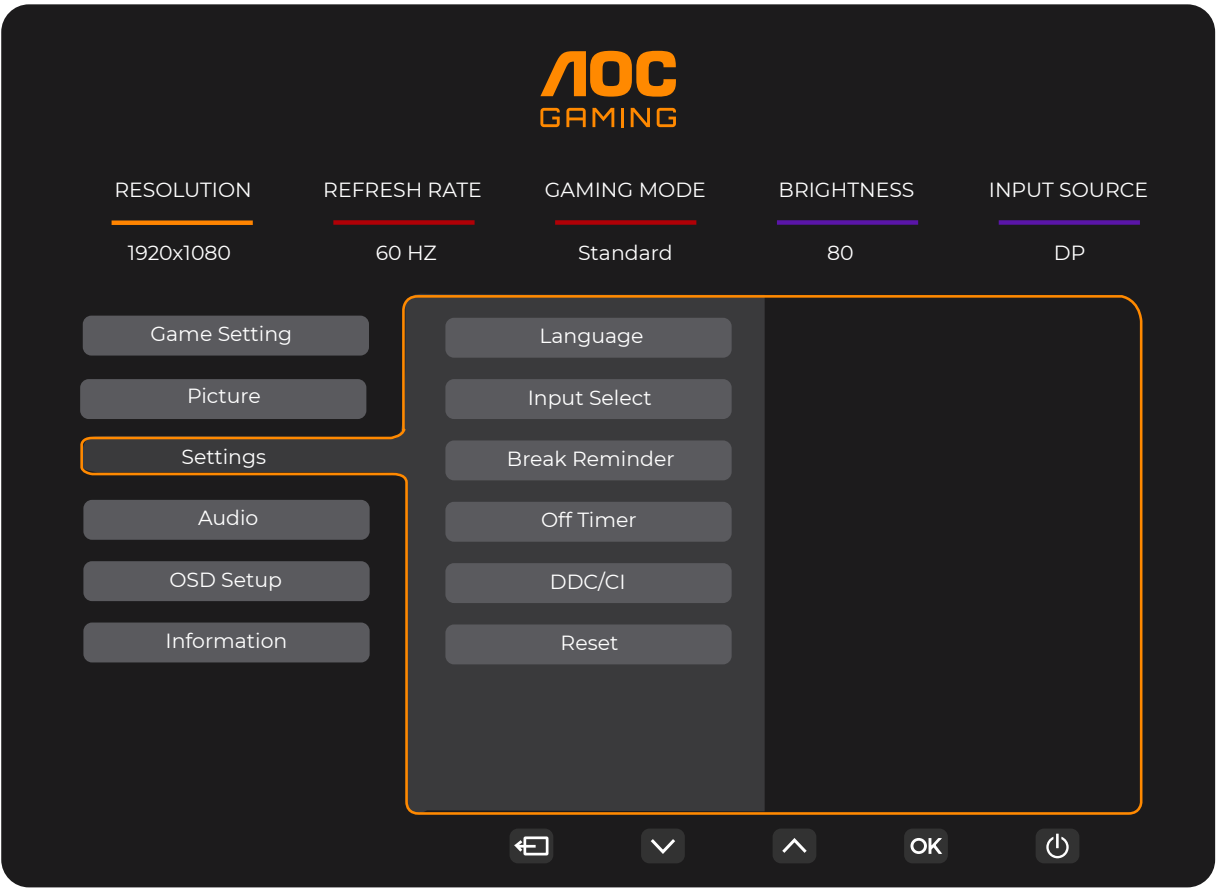 AOC
GAMING
RESOLUTION REFRESH RATE GAMING MODE BRIGHTNESS INPUT SOURCE
1920x1080 60 HZ Standard 80 DP
Game Setting
Picture
Settings
Audio
OSD Setup
Information
Language
Input Select
Break Reminder
Off Timer
DDC/CI
Reset
OK